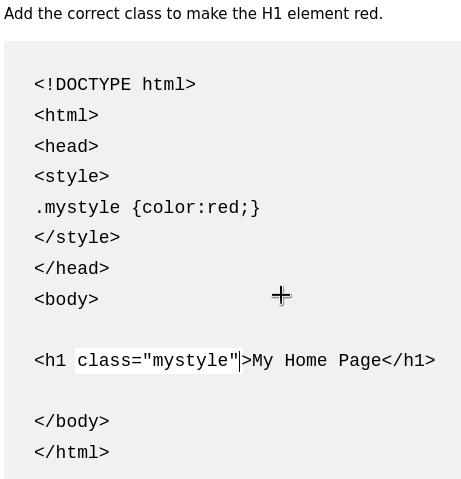 Add the correct class to make the H1 element red.
<!DOCTYPE html>
<html>
<head>
<style>
.mystyle {color:red;}
</style>
</head>
<body>
<h1 class="mystyle">My Home Page</h1>
</body>
</html>